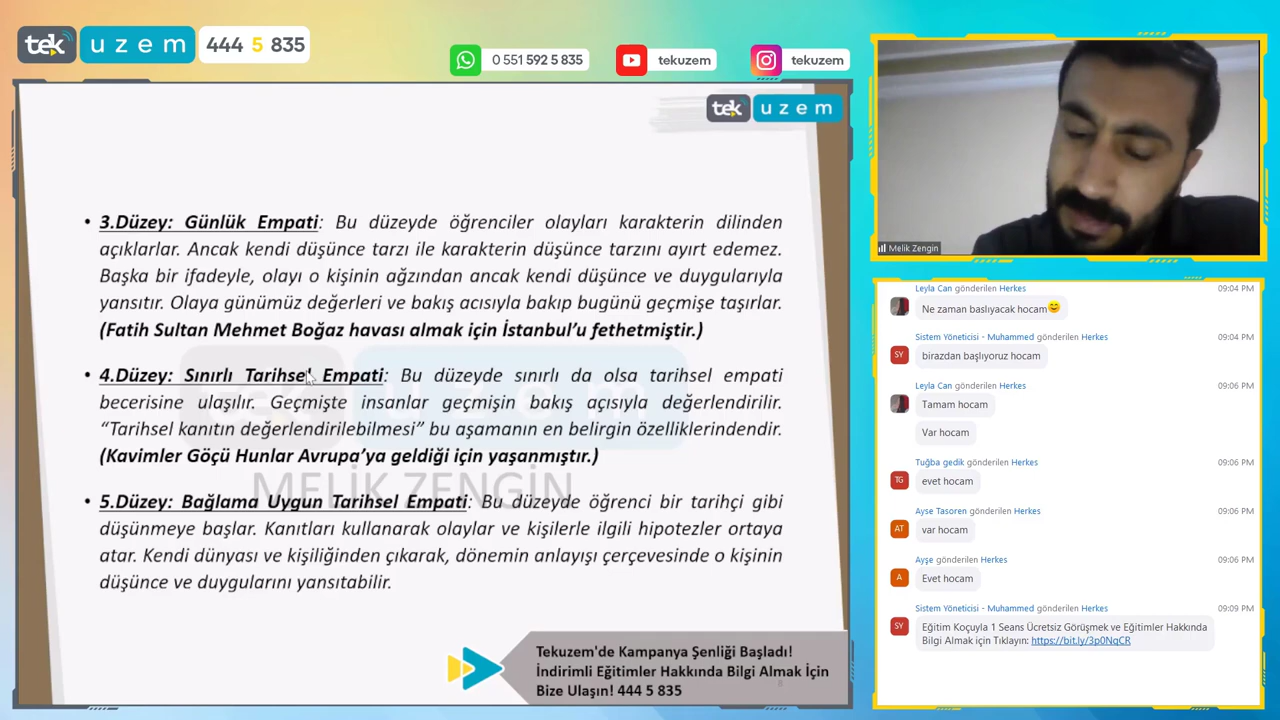 tek uzem 444 5 835
0 551 592 5 835
tekuzem
tekuzem
tek uzem
• 3.Düzey: Günlük Empati: Bu düzeyde öğrenciler olayları karakterin dilinden
açıklarlar. Ancak kendi düşünce tarzı ile karakterin düşünce tarzını ayırt edemez.
Başka bir ifadeyle, olayı o kişinin ağzından ancak kendi düşünce ve duygularıyla
yansıtır. Olaya günümüz değerleri ve bakış acısıyla bakıp bugünü geçmişe taşırlar.
(Fatih Sultan Mehmet Boğaz havası almak için İstanbul’u fethetmiştir.)
• 4.Düzey: Sınırlı Tarihsel Empati: Bu düzeyde sınırlı da olsa tarihsel empati
becerisine ulaşılır. Geçmişte insanlar geçmişin bakış açısıyla değerlendirilir.
“Tarihsel kanıtın değerlendirilebilmesi” bu aşamanın en belirgin özelliklerindendir.
(Kavimler Göçü Hunlar Avrupa’ya geldiği için yaşanmıştır.)
MELİK ZENGİN
• 5.Düzey: Bağlama Uygun Tarihsel Empati: Bu düzeyde öğrenci bir tarihçi gibi
düşünmeye başlar. Kanıtları kullanarak olaylar ve kişilerle ilgili hipotezler ortaya
atar. Kendi dünyası ve kişiliğinden çıkarak, dönemin anlayışı çerçevesinde o kişinin
düşünce ve duygularını yansıtabilir.
Tekuzem'de Kampanya Şenliği Başladı!
İndirimli Eğitimler Hakkında Bilgi Almak İçin
Bize Ulaşın! 444 5 835
Melik Zengin
Leyla Can gönderilen Herkes 09:04 PM
Ne zaman baslıyacak hocam😊
Sistem Yöneticisi - Muhammed gönderilen Herkes 09:04 PM
SY birazdan başlıyoruz hocam
Leyla Can gönderilen Herkes 09:06 PM
Tamam hocam
Var hocam
Tuğba gedik gönderilen Herkes 09:06 PM
TG evet hocam
Ayse Tasoren gönderilen Herkes 09:06 PM
AT var hocam
Ayşe gönderilen Herkes 09:06 PM
A Evet hocam
Sistem Yöneticisi - Muhammed gönderilen Herkes 09:09 PM
SY Eğitim Koçuyla 1 Seans Ücretsiz Görüşmek ve Eğitimler Hakkında
Bilgi Almak için Tıklayın: https://bit.ly/3p0NqCR